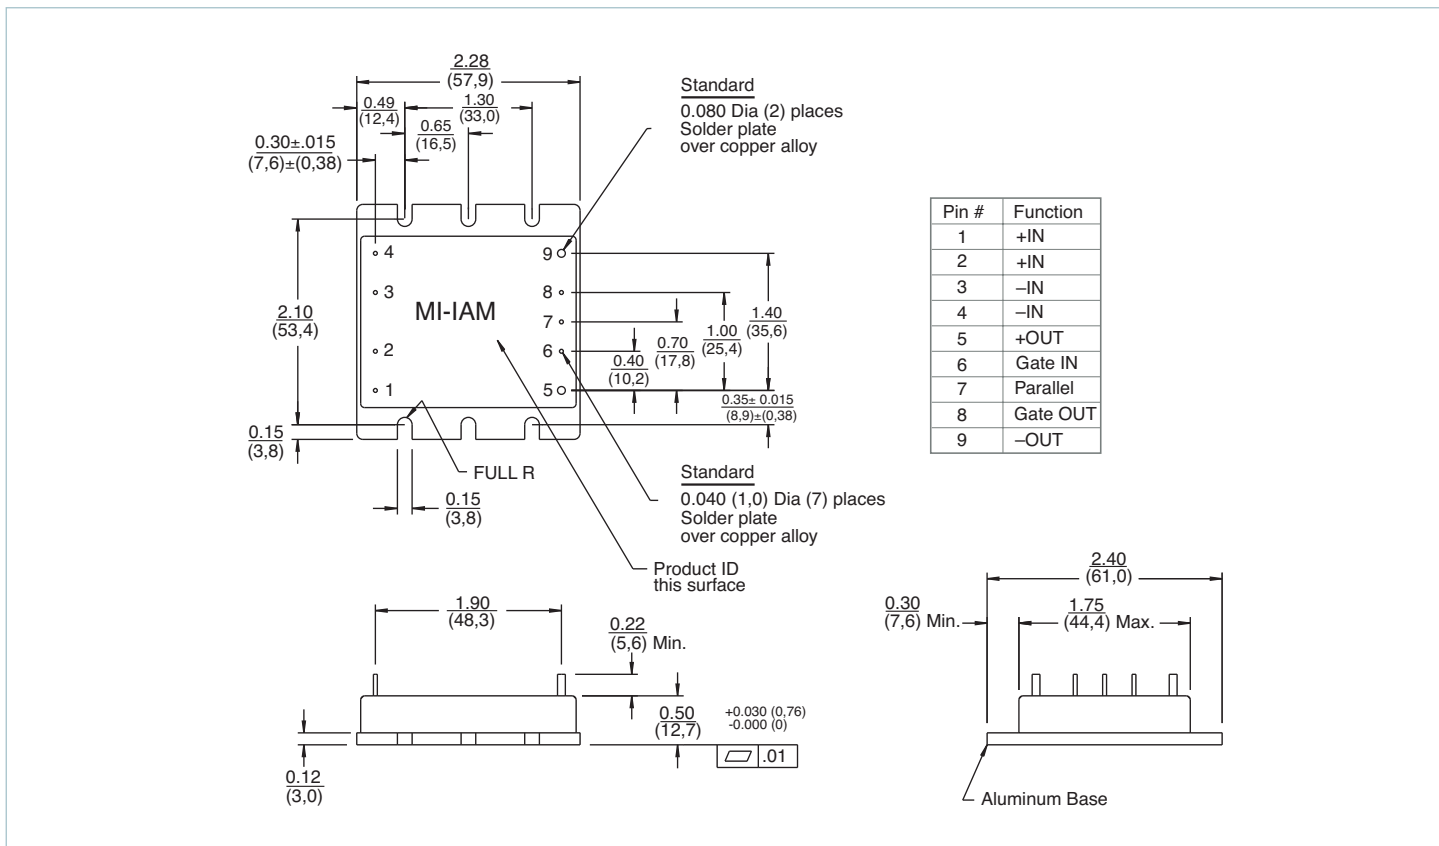 2.28
(57,9)
0.49
(12,4)
1.30
(33,0)
0.65
(16,5)
0.30±.015
(7,6)±(0,38)
Standard
0.080 Dia (2) places
Solder plate
over copper alloy
4
3
2
1
9
8
7
6
5
MI-IAM
2.10
(53,4)
0.15
(3,8)
0.40
(10,2)
0.70
(17,8)
1.00
(25,4)
1.40
(35,6)
0.35± 0.015
(8,9)±(0,38)
FULL R
0.15
(3,8)
Standard
0.040 (1,0) Dia (7) places
Solder plate
over copper alloy
Product ID
this surface
Pin # Function
1 +IN
2 +IN
3 –IN
4 –IN
5 +OUT
6 Gate IN
7 Parallel
8 Gate OUT
9 –OUT
1.90
(48,3)
0.22
(5,6) Min.
0.50
(12,7)
+0.030 (0,76)
-0.000 (0)
.01
0.12
(3,0)
2.40
(61,0)
0.30
(7,6) Min.
1.75
(44,4) Max.
Aluminum Base